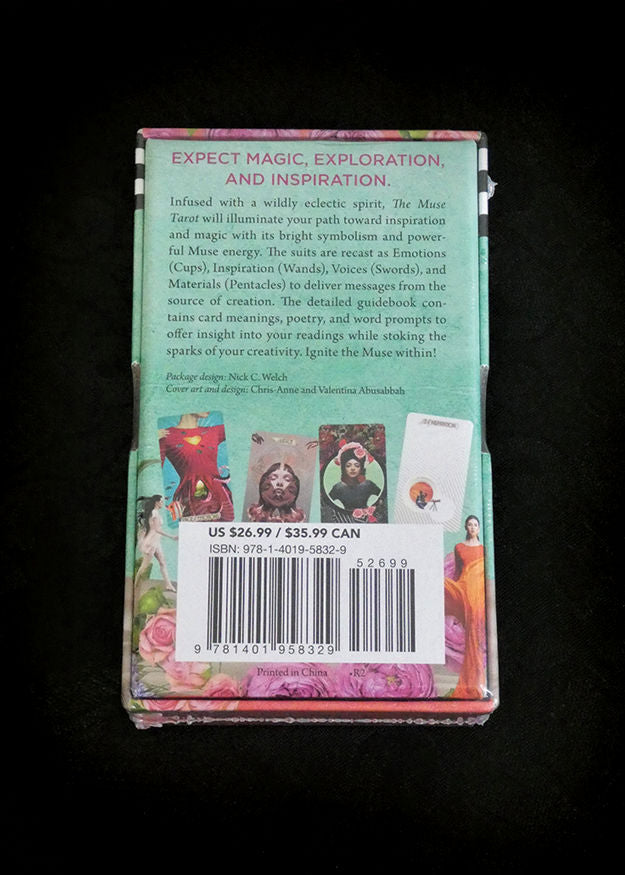 EXPECT MAGIC, EXPLORATION,
AND INSPIRATION.
Infused with a wildly eclectic spirit, The Muse
Tarot will illuminate your path toward inspiration
and magic with its bright symbolism and power-
ful Muse energy. The suits are recast as Emotions
(Cups), Inspiration (Wands), Voices (Swords), and
Materials (Pentacles) to deliver messages from the
source of creation. The detailed guidebook con-
tains card meanings, poetry, and word prompts to
offer insight into your readings while stoking the
sparks of your creativity. Ignite the Muse within!
Package design: Nick C. Welch
Cover art and design: Chris-Anne and Valentina Abusabbah
US $26.99 / $35.99 CAN
ISBN: 978-1-4019-5832-9
52699
9 781401 958329
Printed in China .R2